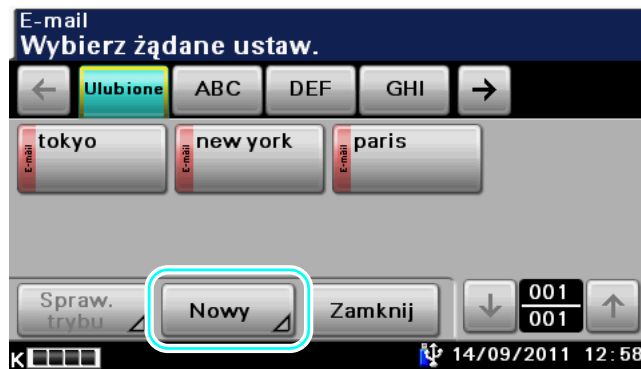 E-mail
Wybierz żądane ustaw.
Ulubione ABC DEF GHI
E-mail tokyo E-mail new york E-mail paris
Spraw. trybu Nowy Zamknij 001 001
K 14/09/2011 12:58